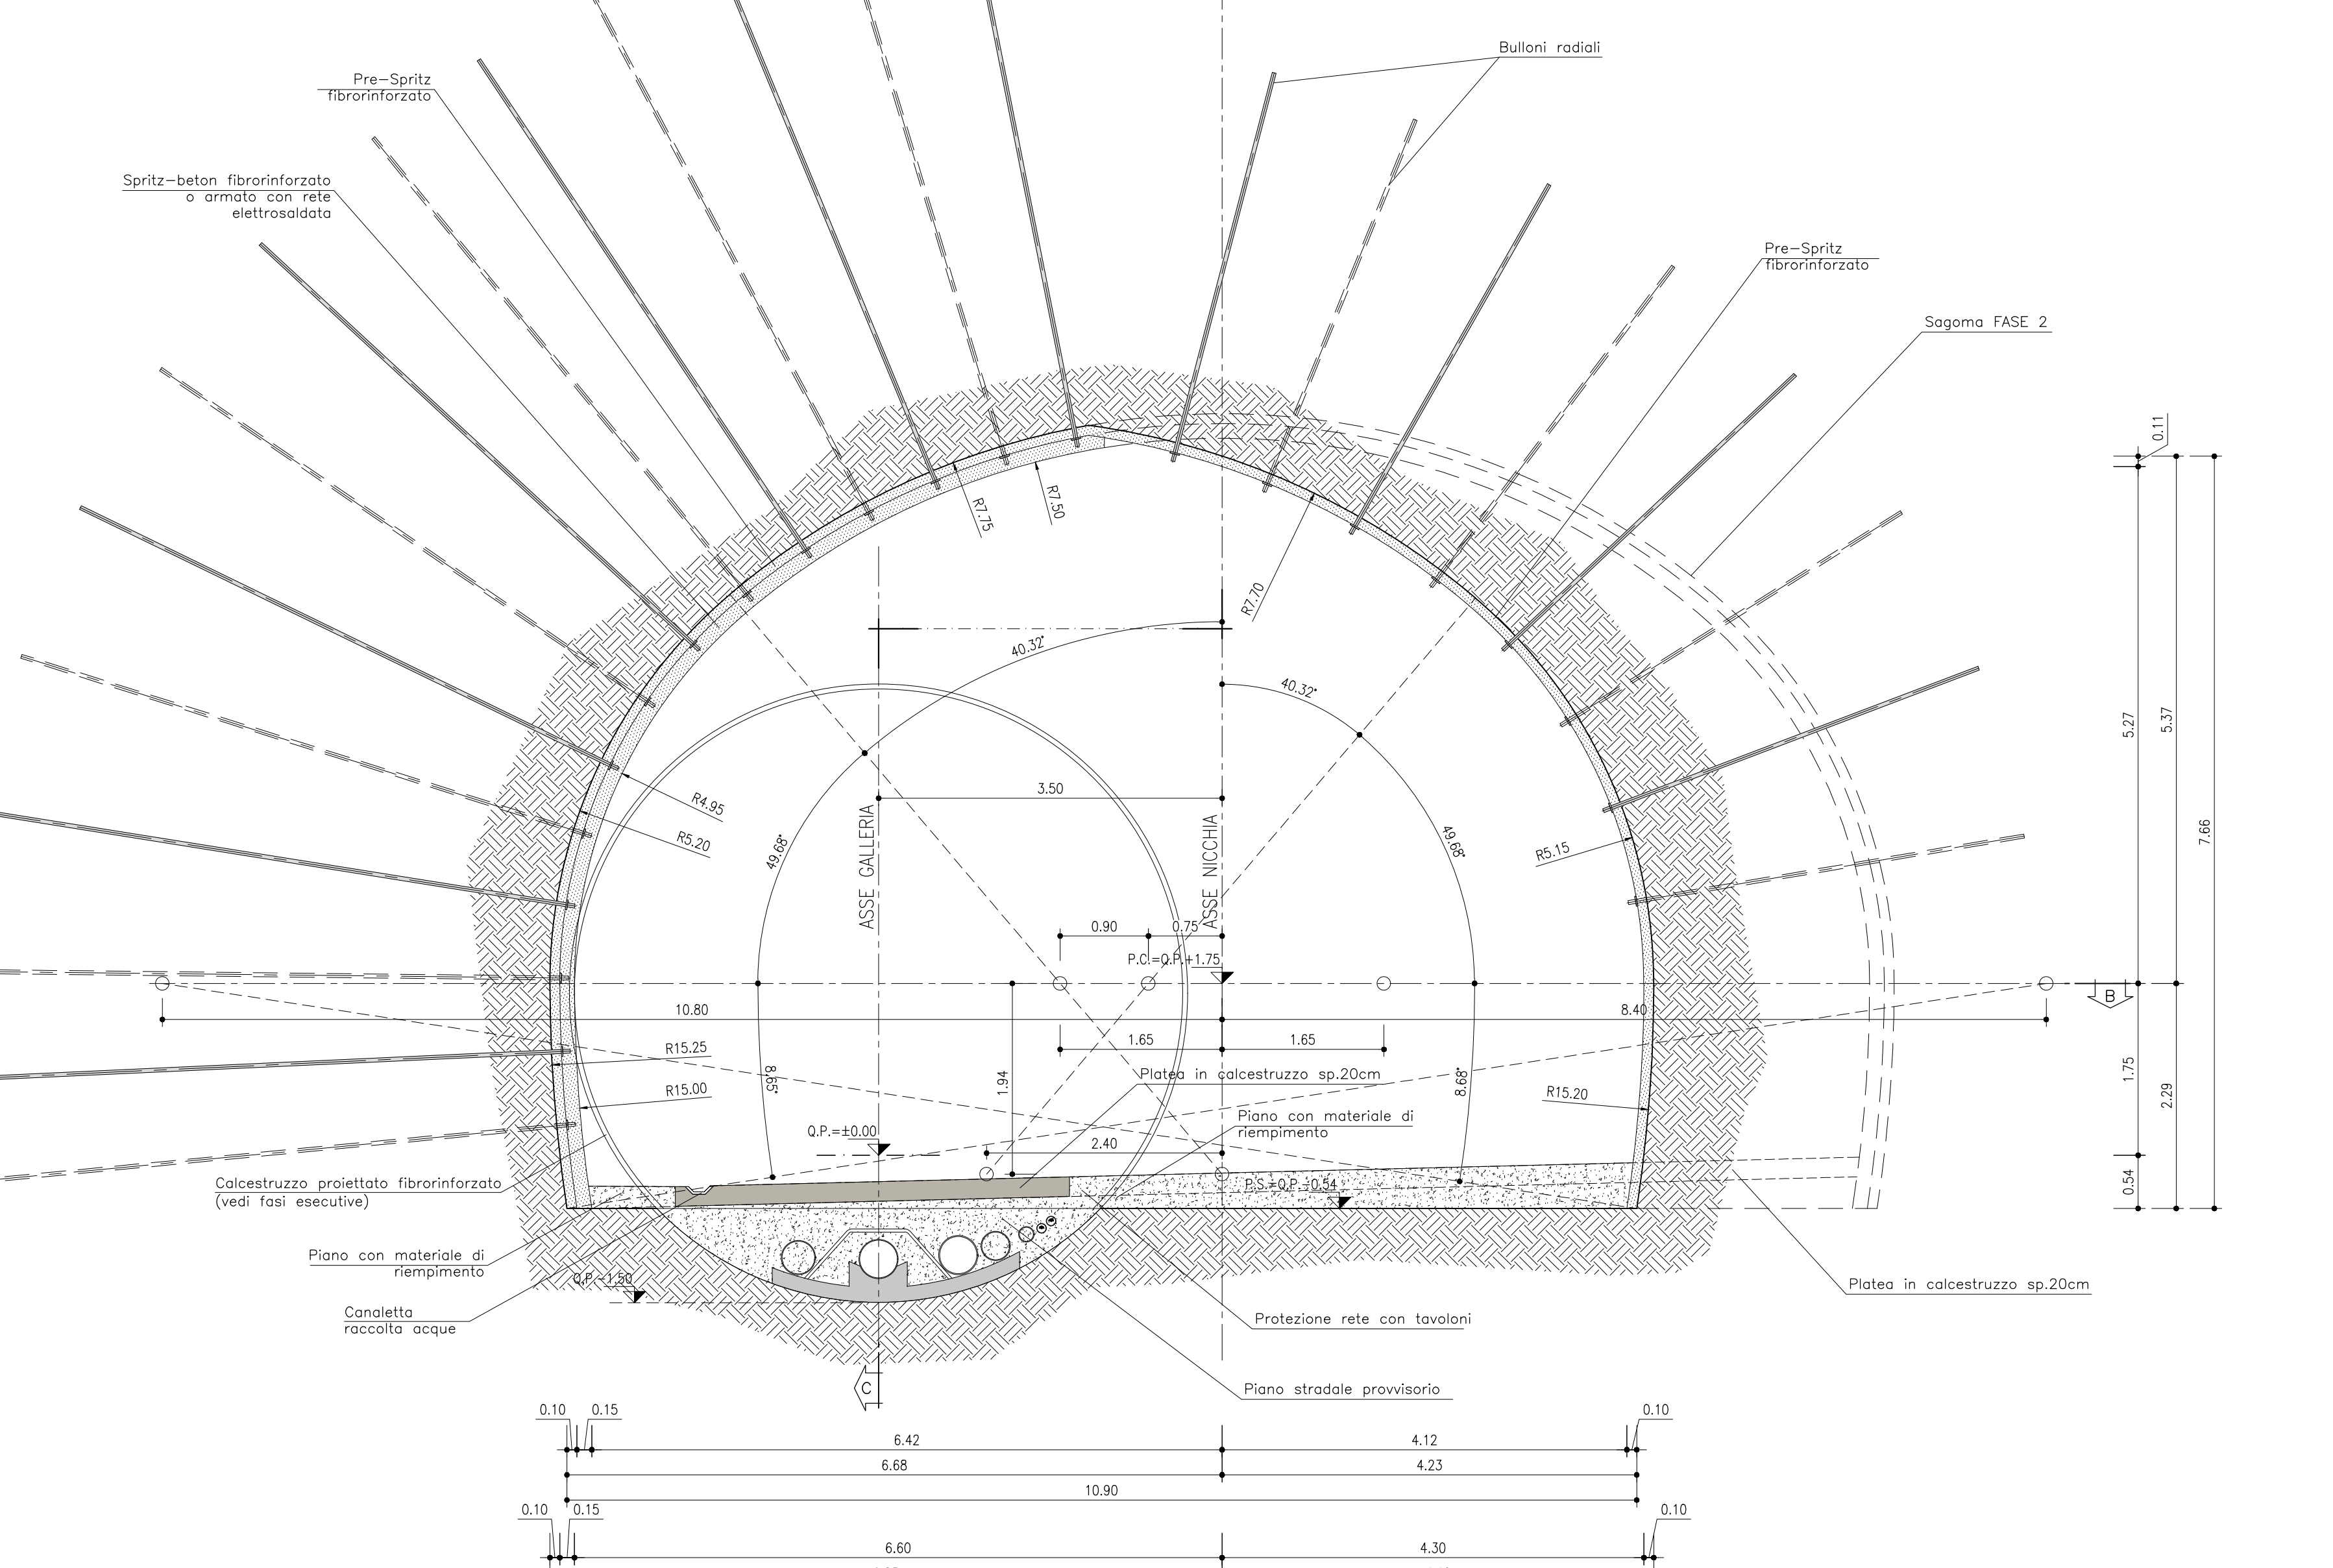 Bulloni radiali
Pre-Spritz
fibrorinforzato
Spritz-beton fibrorinforzato
o armato con rete
elettrosaldata
Pre-Spritz
fibrorinforzato
Sagoma FASE 2
0.11
R7.75
R7.50
R7.70
40.32°
40.32°
5.27
5.37
7.66
3.50
R4.95
R5.20
49.68°
ASSE GALLERIA
ASSE NICCHIA
49.68°
R5.15
0.90
0.75
P.C.=Q.P.+1.75
B
10.80
8.40
1.65
1.65
R15.25
R15.00
8.65°
1.94
Platea in calcestruzzo sp.20cm
8.68°
R15.20
1.75
2.29
Piano con materiale di
riempimento
Q.P.=±0.00
2.40
P.S.=Q.P.-0.54
0.54
Calcestruzzo proiettato fibrorinforzato
(vedi fasi esecutive)
Piano con materiale di
riempimento
Q.P.-1.50
Canaletta
raccolta acque
Platea in calcestruzzo sp.20cm
Protezione rete con tavoloni
Piano stradale provvisorio
C
0.10
0.15
0.10
6.42
4.12
6.68
4.23
10.90
0.10
0.15
0.10
6.60
4.30